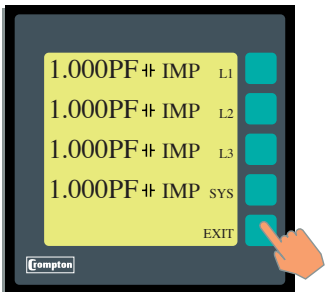 1.000PF⊣⊢ IMP L1
1.000PF⊣⊢ IMP L2
1.000PF⊣⊢ IMP L3
1.000PF⊣⊢ IMP SYS
EXIT
Crompton